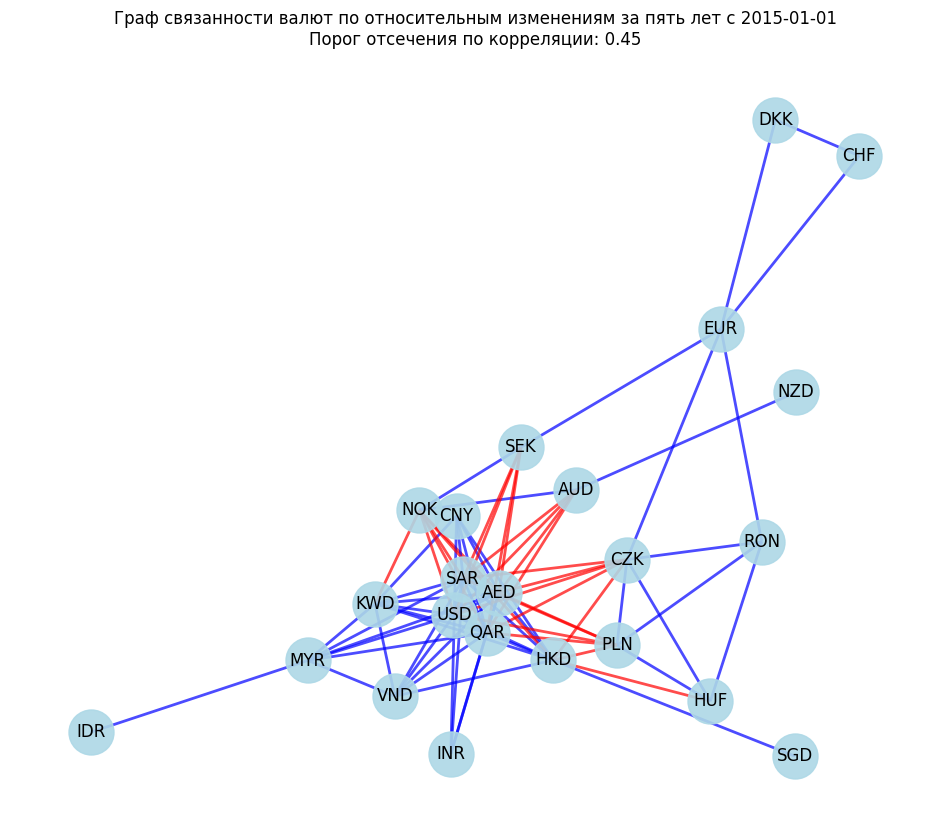 Граф связанности валют по относительным изменениям за пять лет с 2015-01-01
Порог отсечения по корреляции: 0.45
DKK
CHF
EUR
NZD
SEK
AUD
NOK
CNY
RON
CZK
SAR
AED
KWD
USD
QAR
PLN
HKD
MYR
VND
HUF
IDR
INR
SGD